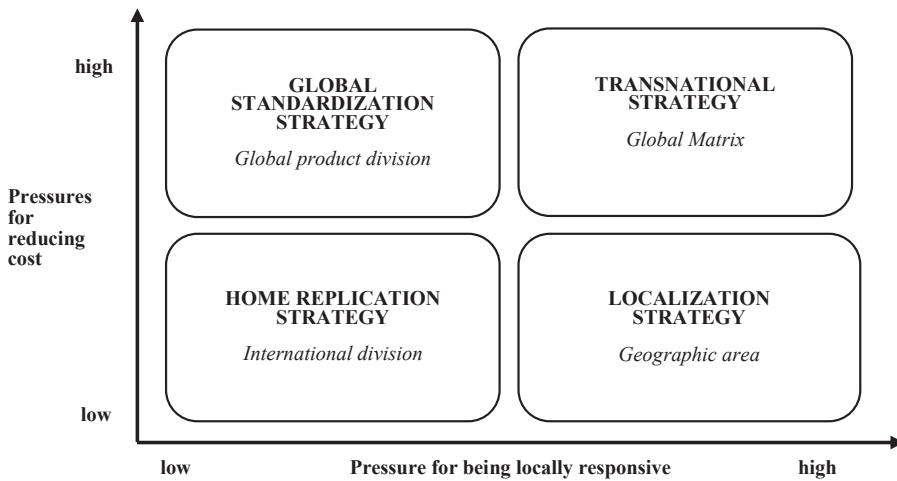 high
GLOBAL
STANDARDIZATION
STRATEGY
Global product division
TRANSNATIONAL
STRATEGY
Global Matrix
Pressures
for
reducing
cost
HOME REPLICATION
STRATEGY
International division
LOCALIZATION
STRATEGY
Geographic area
low
low
Pressure for being locally responsive
high